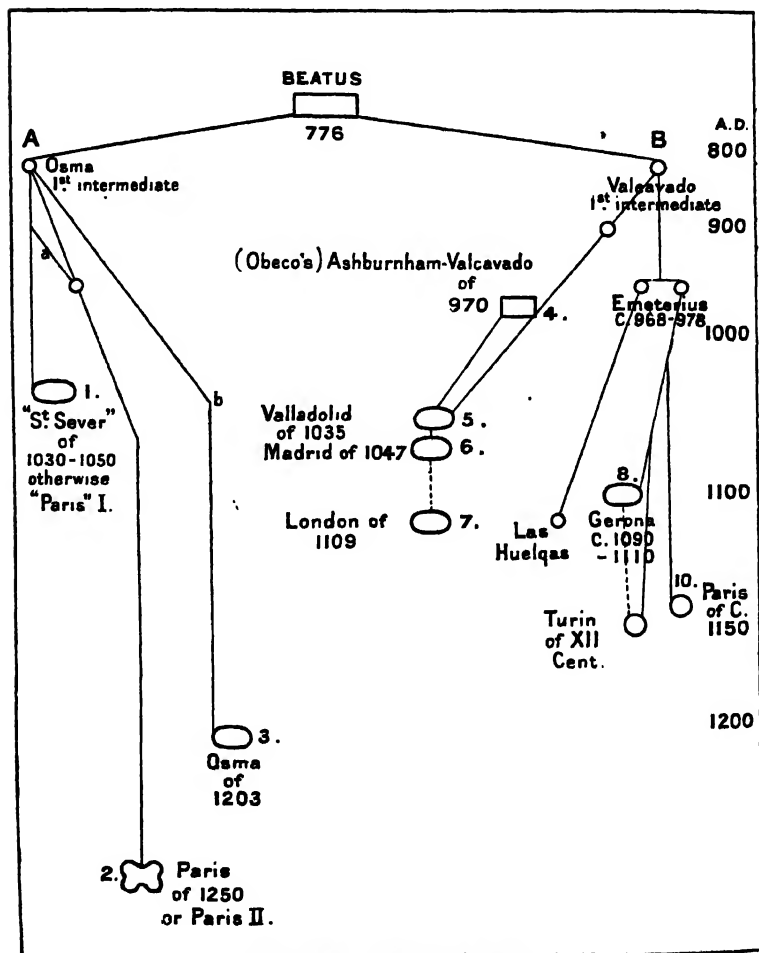 BEATUS
776
A.D.
A
B
800
Osma
1st intermediate
Valcavado
1st intermediate
900
a
(Obeco's) Ashburnham-Valcavado
of
970
4.
Emeterius
C. 968-978
1000
1.
"St. Sever"
of
1030-1050
otherwise
"Paris" I.
b
Valladolid
of 1035
5.
Madrid of 1047
6.
1100
London of
1109
7.
Las
Huelgas
8.
Gerona
C. 1090
-1110
10.
Paris
of C.
1150
Turin
of XII
Cent.
1200
3.
Osma
of
1203
2.
Paris
of 1250
or Paris II.